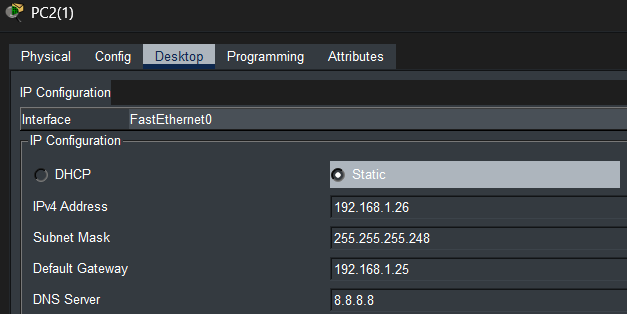 PC2(1)
Physical Config Desktop Programming Attributes
IP Configuration
Interface FastEthernet0
IP Configuration
DHCP Static
IPv4 Address 192.168.1.26
Subnet Mask 255.255.255.248
Default Gateway 192.168.1.25
DNS Server 8.8.8.8